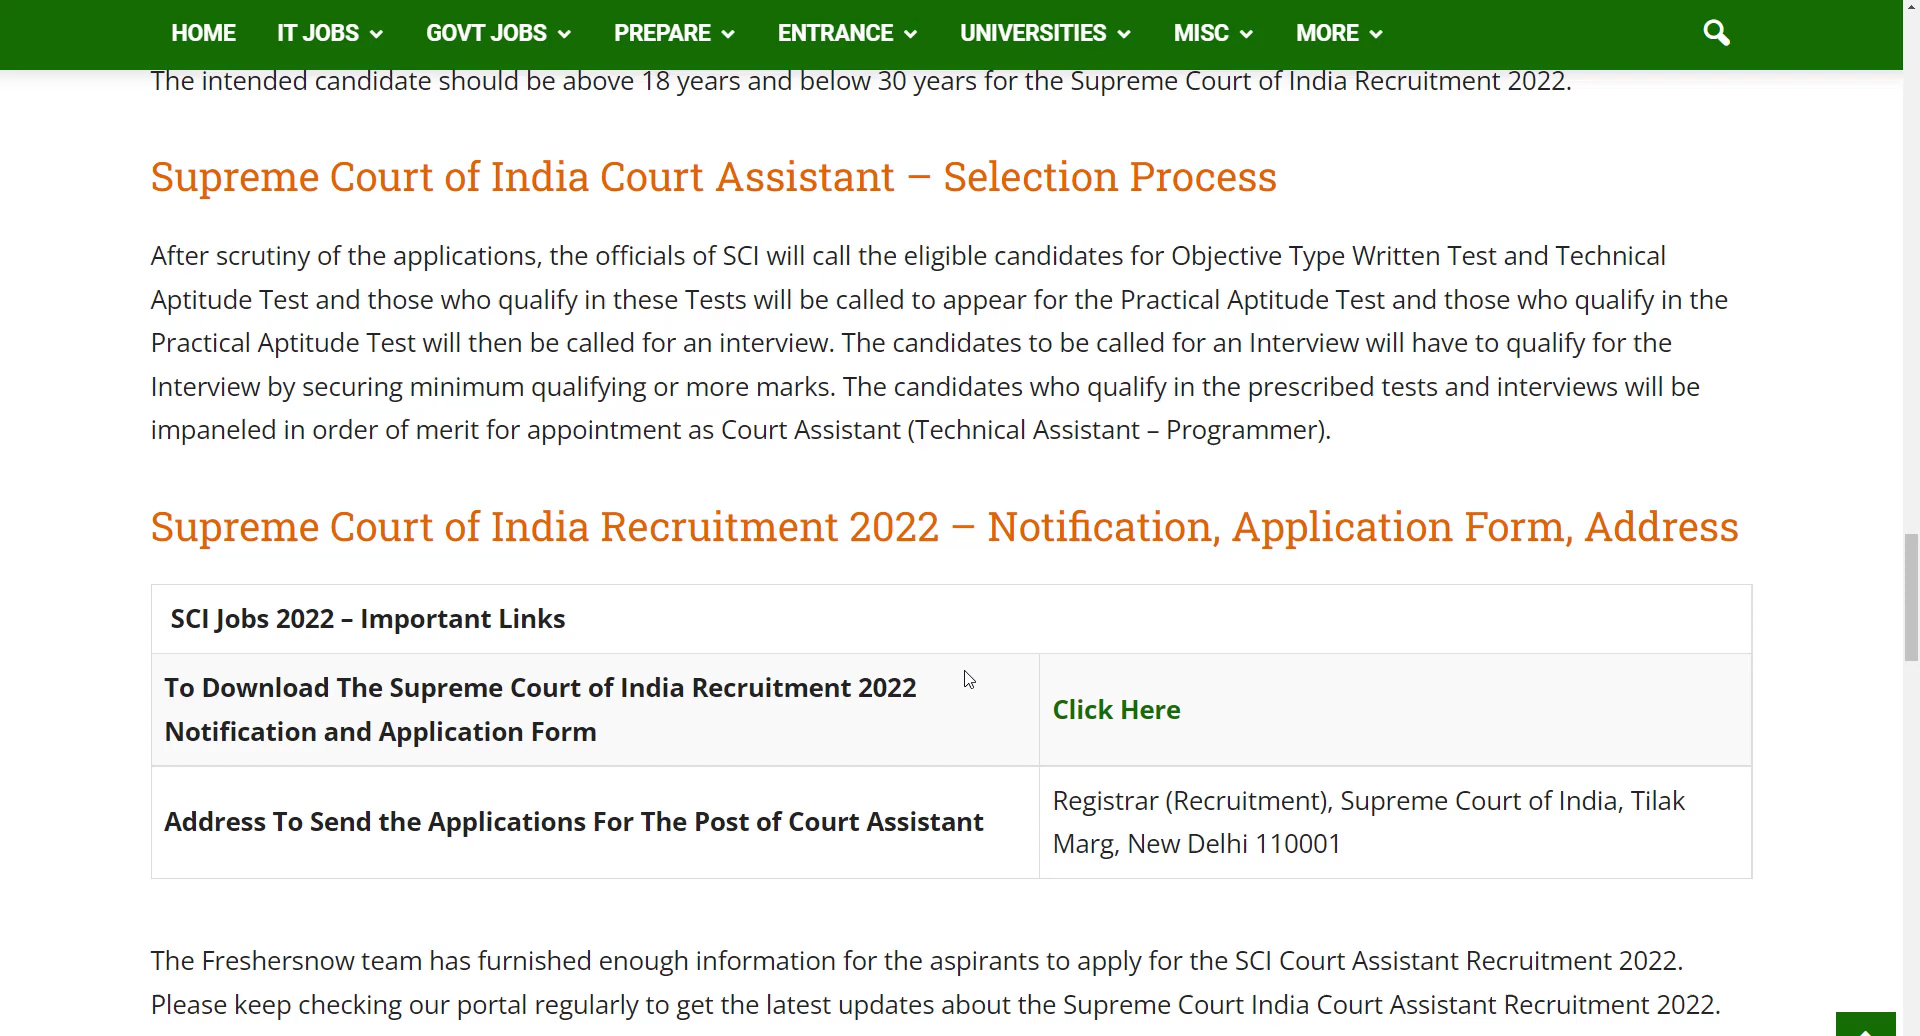 HOME IT JOBS GOVT JOBS PREPARE ENTRANCE UNIVERSITIES MISC MORE
The intended candidate should be above 18 years and below 30 years for the Supreme Court of India Recruitment 2022.
Supreme Court of India Court Assistant – Selection Process
After scrutiny of the applications, the officials of SCI will call the eligible candidates for Objective Type Written Test and Technical
Aptitude Test and those who qualify in these Tests will be called to appear for the Practical Aptitude Test and those who qualify in the
Practical Aptitude Test will then be called for an interview. The candidates to be called for an Interview will have to qualify for the
Interview by securing minimum qualifying or more marks. The candidates who qualify in the prescribed tests and interviews will be
impaneled in order of merit for appointment as Court Assistant (Technical Assistant – Programmer).
Supreme Court of India Recruitment 2022 – Notification, Application Form, Address
SCI Jobs 2022 – Important Links
To Download The Supreme Court of India Recruitment 2022
Notification and Application Form
Click Here
Address To Send the Applications For The Post of Court Assistant
Registrar (Recruitment), Supreme Court of India, Tilak
Marg, New Delhi 110001
The Freshersnow team has furnished enough information for the aspirants to apply for the SCI Court Assistant Recruitment 2022.
Please keep checking our portal regularly to get the latest updates about the Supreme Court India Court Assistant Recruitment 2022.